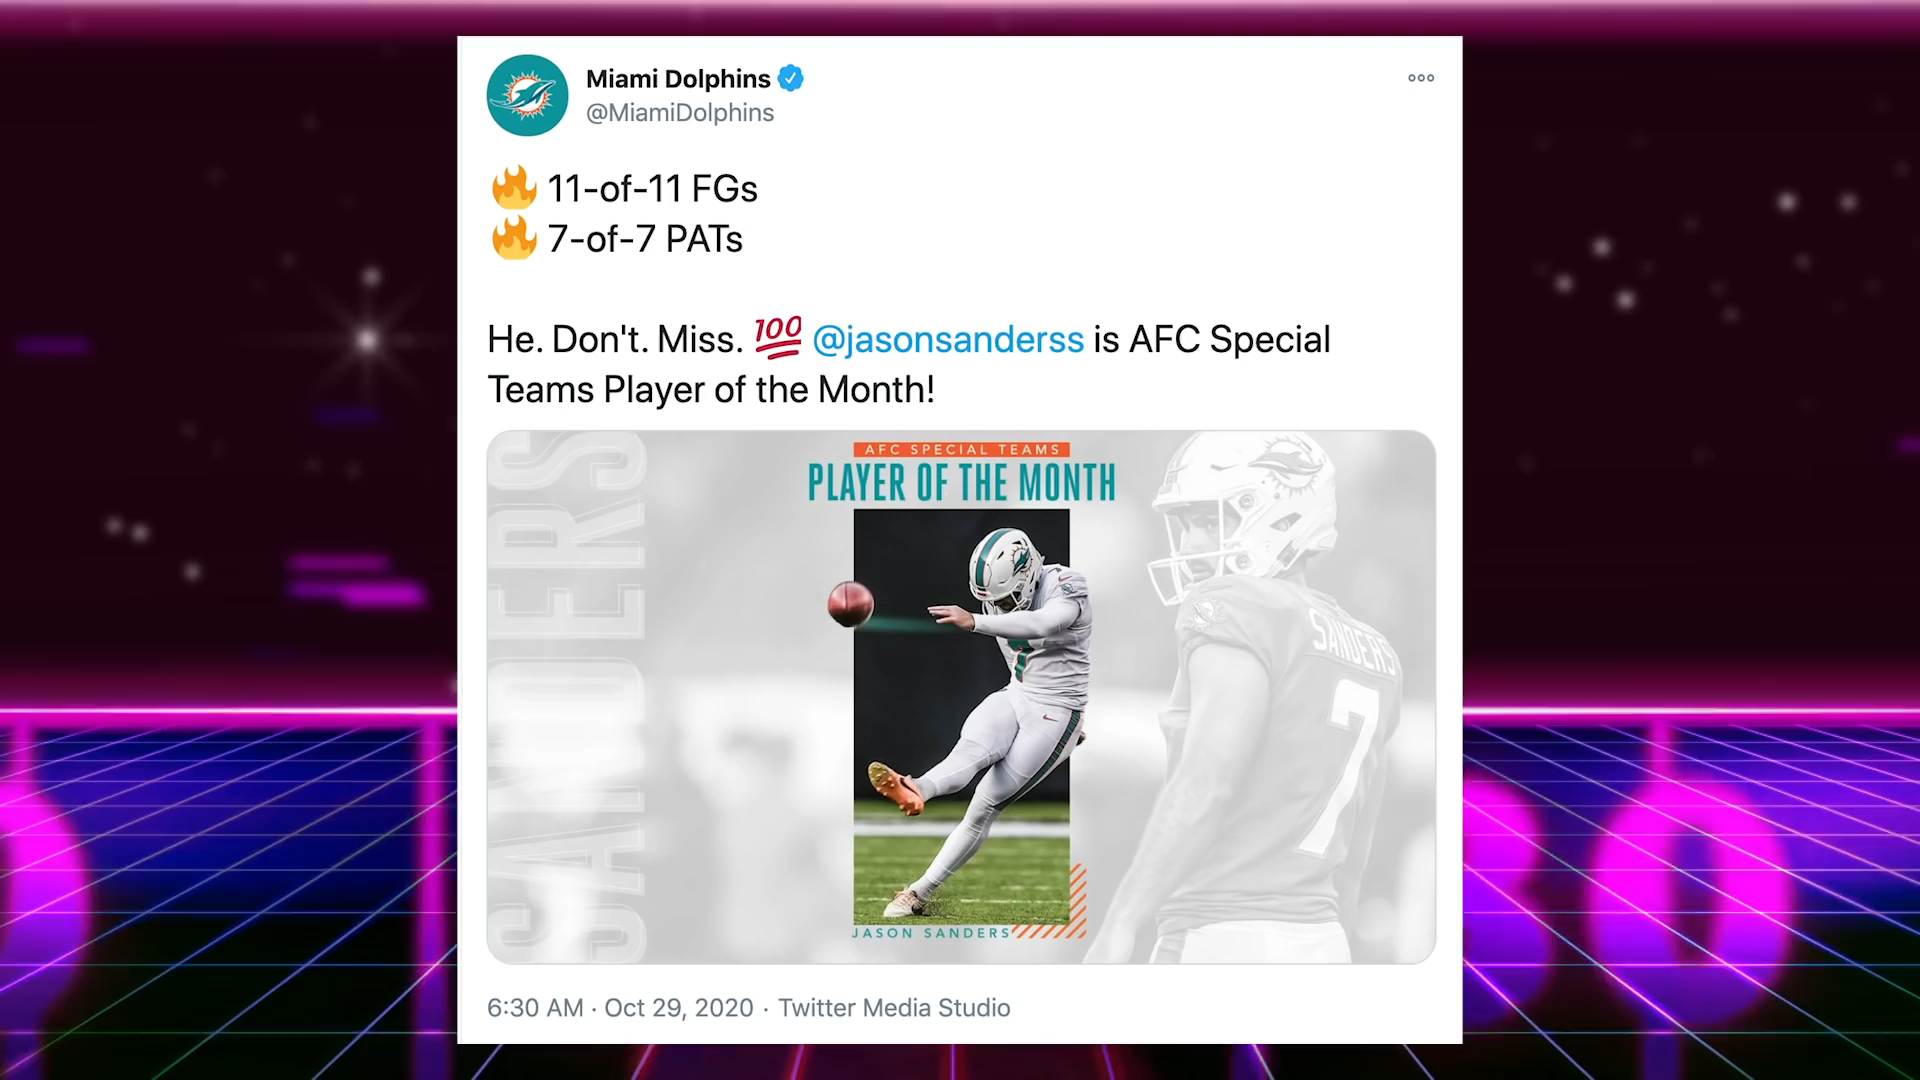 Miami Dolphins
@MiamiDolphins
🔥 11-of-11 FGs
🔥 7-of-7 PATs
He. Don't. Miss. 💯 @jasonsanderss is AFC Special
Teams Player of the Month!
SANDERS
AFC SPECIAL TEAMS
PLAYER OF THE MONTH
7
SANDERS
7
JASON SANDERS
6:30 AM · Oct 29, 2020 · Twitter Media Studio